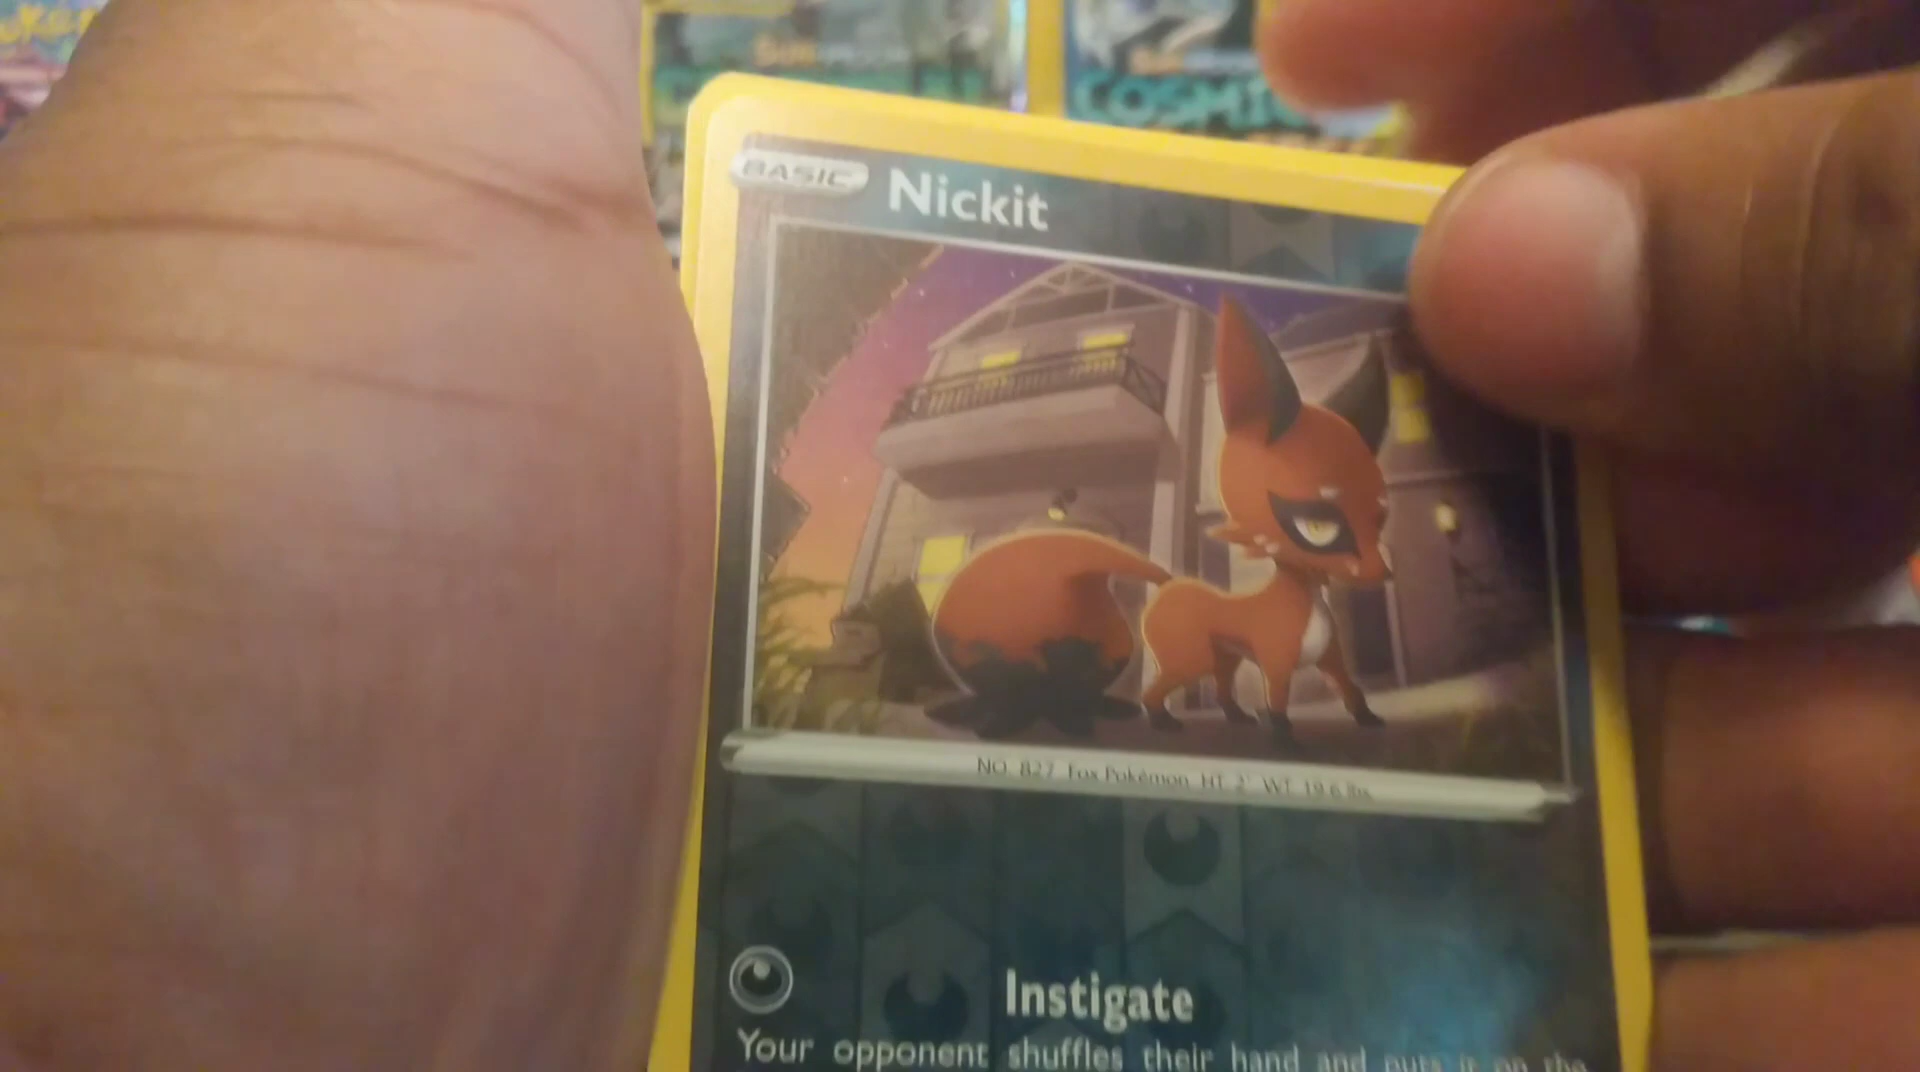 COSMIC
BASIC Nickit
NO. 827 Fox Pokémon HT 2' WT 19.6 lbs
Instigate
Your opponent shuffles their hand and puts it on the